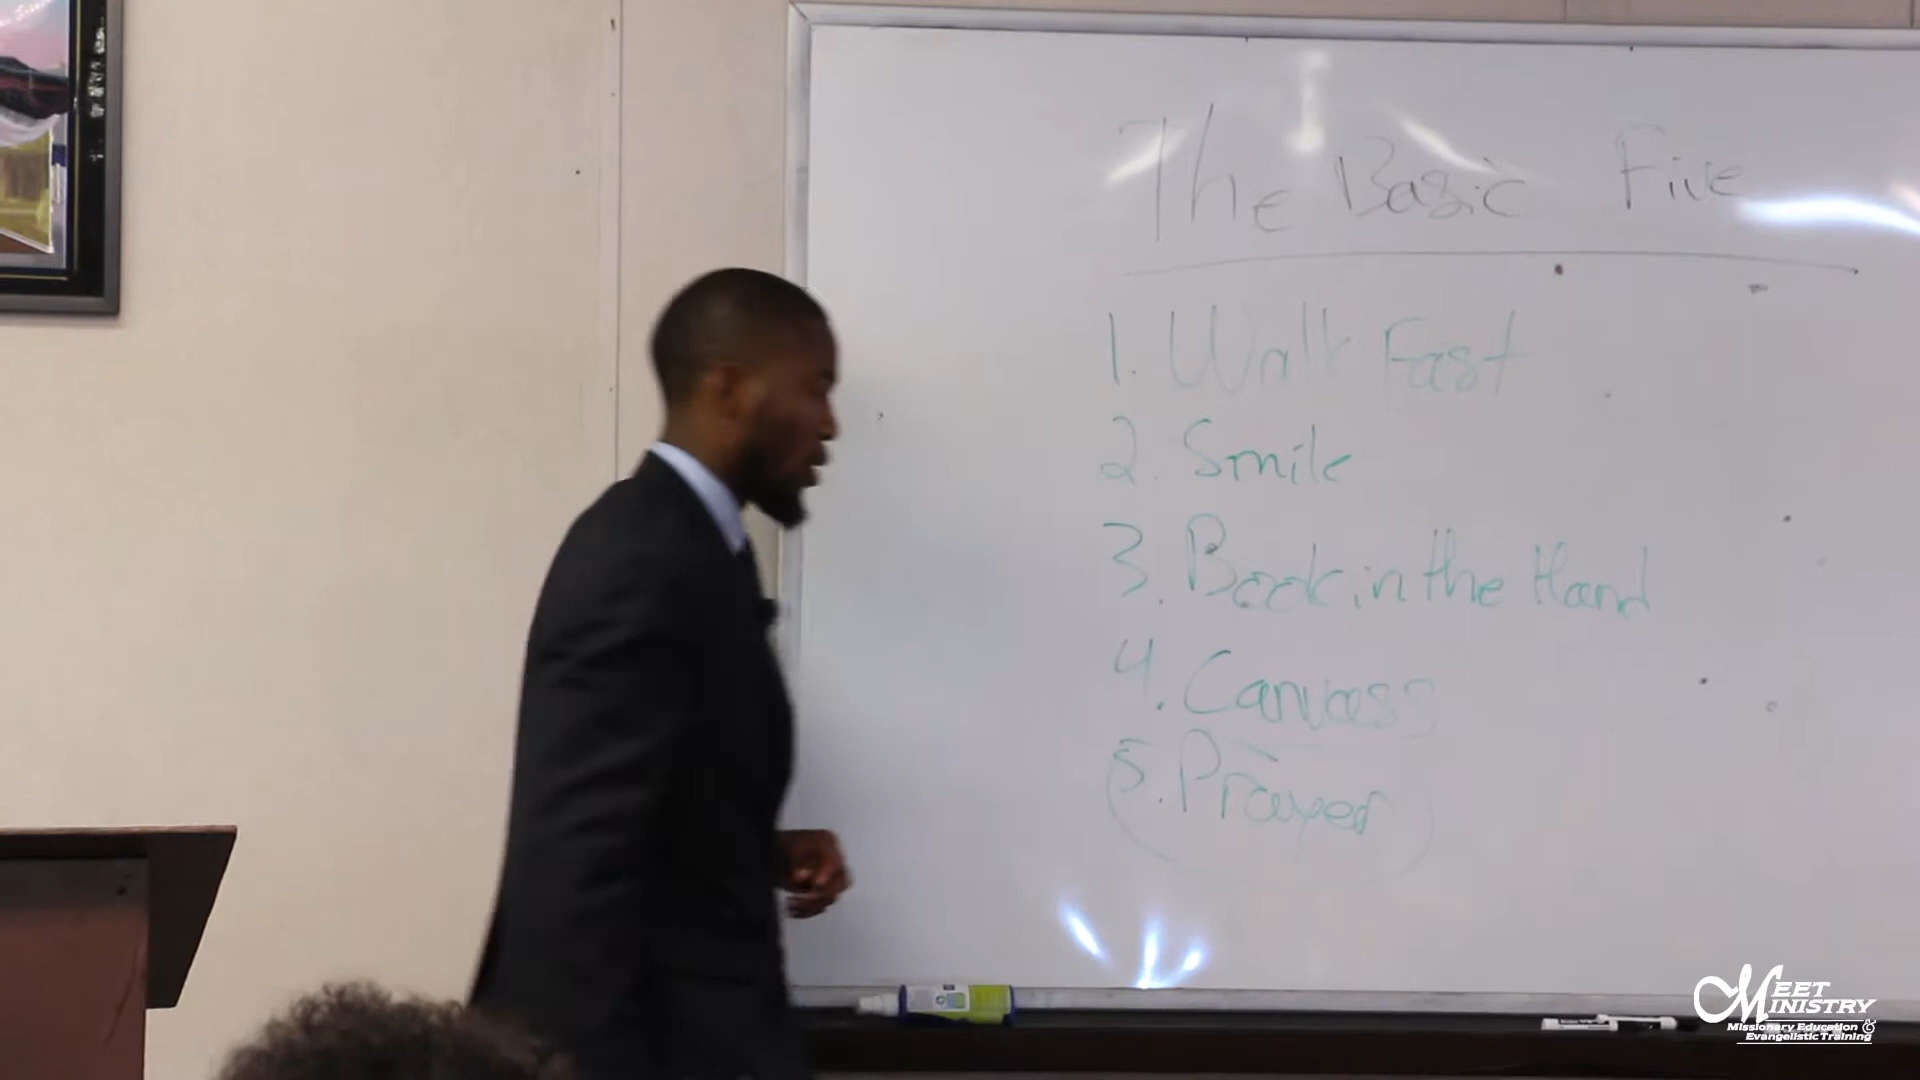 The Basic Five
1. Walk Fast
2. Smile
3. Book in the Hand
4. Canvass
5. Prayer
MEET
MINISTRY
Missionary Education &
Evangelistic Training